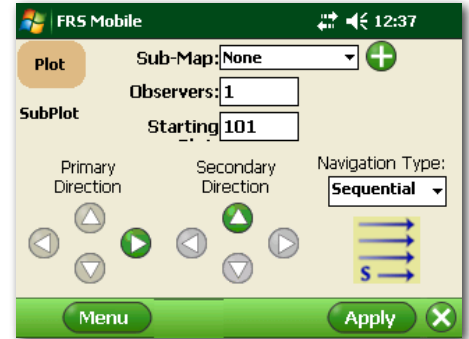 FRS Mobile 12:37
Plot Sub-Map: None
Observers: 1
SubPlot
Starting 101
Primary Direction
Secondary Direction
Navigation Type:
Sequential
S
Menu Apply